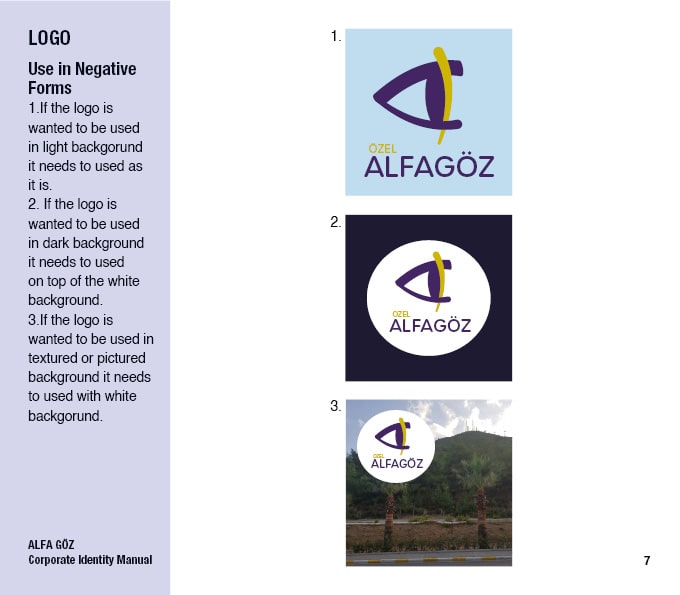 LOGO
Use in Negative
Forms
1.If the logo is
wanted to be used
in light backgorund
it needs to used as
it is.
2. If the logo is
wanted to be used
in dark background
it needs to used
on top of the white
background.
3.If the logo is
wanted to be used in
textured or pictured
background it needs
to used with white
backgorund.
ALFA GÖZ
Corporate Identity Manual
1.
ÖZEL
ALFAGÖZ
2.
ÖZEL
ALFAGÖZ
3.
ÖZEL
ALFAGÖZ
7